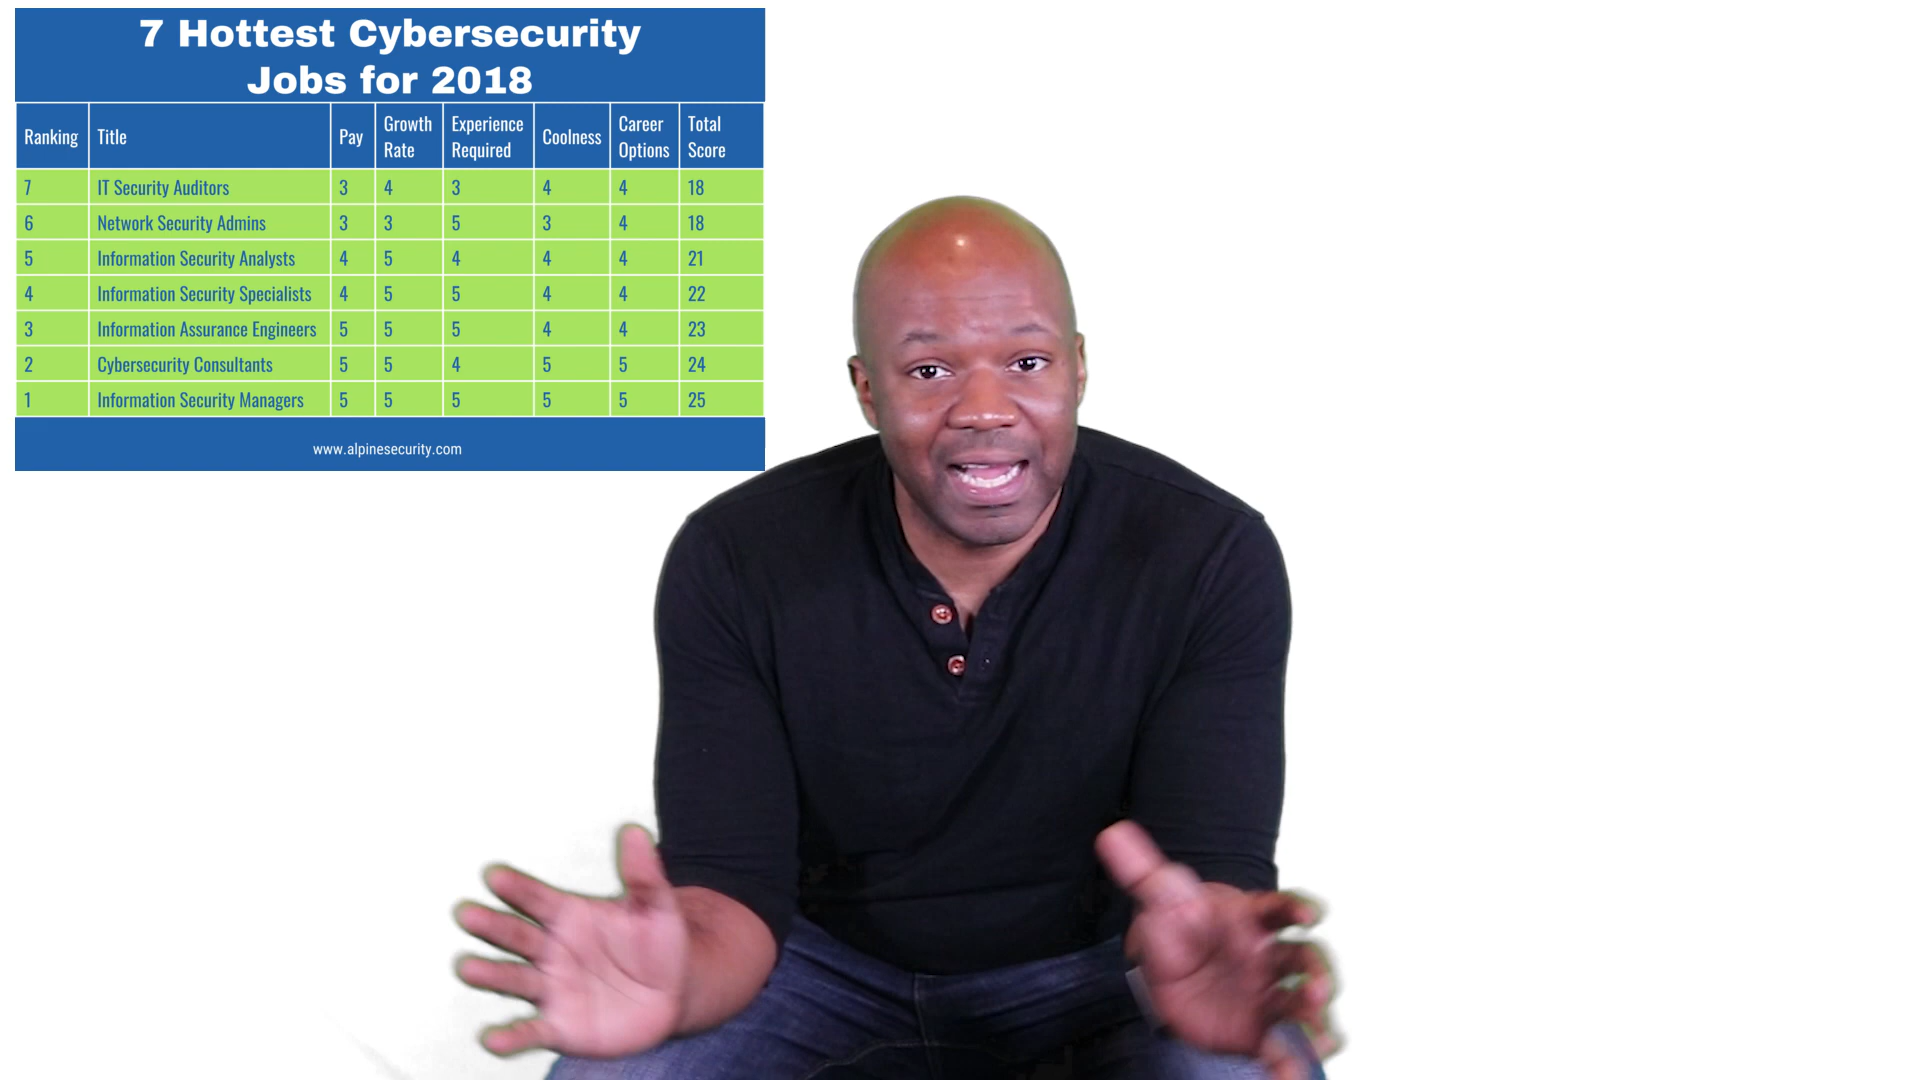 7 Hottest Cybersecurity
Jobs for 2018
Ranking Title Pay Growth Rate Experience Required Coolness Career Options Total Score
7 IT Security Auditors 3 4 3 4 4 18
6 Network Security Admins 3 3 5 3 4 18
5 Information Security Analysts 4 5 4 4 4 21
4 Information Security Specialists 4 5 5 4 4 22
3 Information Assurance Engineers 5 5 5 4 4 23
2 Cybersecurity Consultants 5 5 4 5 5 24
1 Information Security Managers 5 5 5 5 5 25
www.alpinesecurity.com